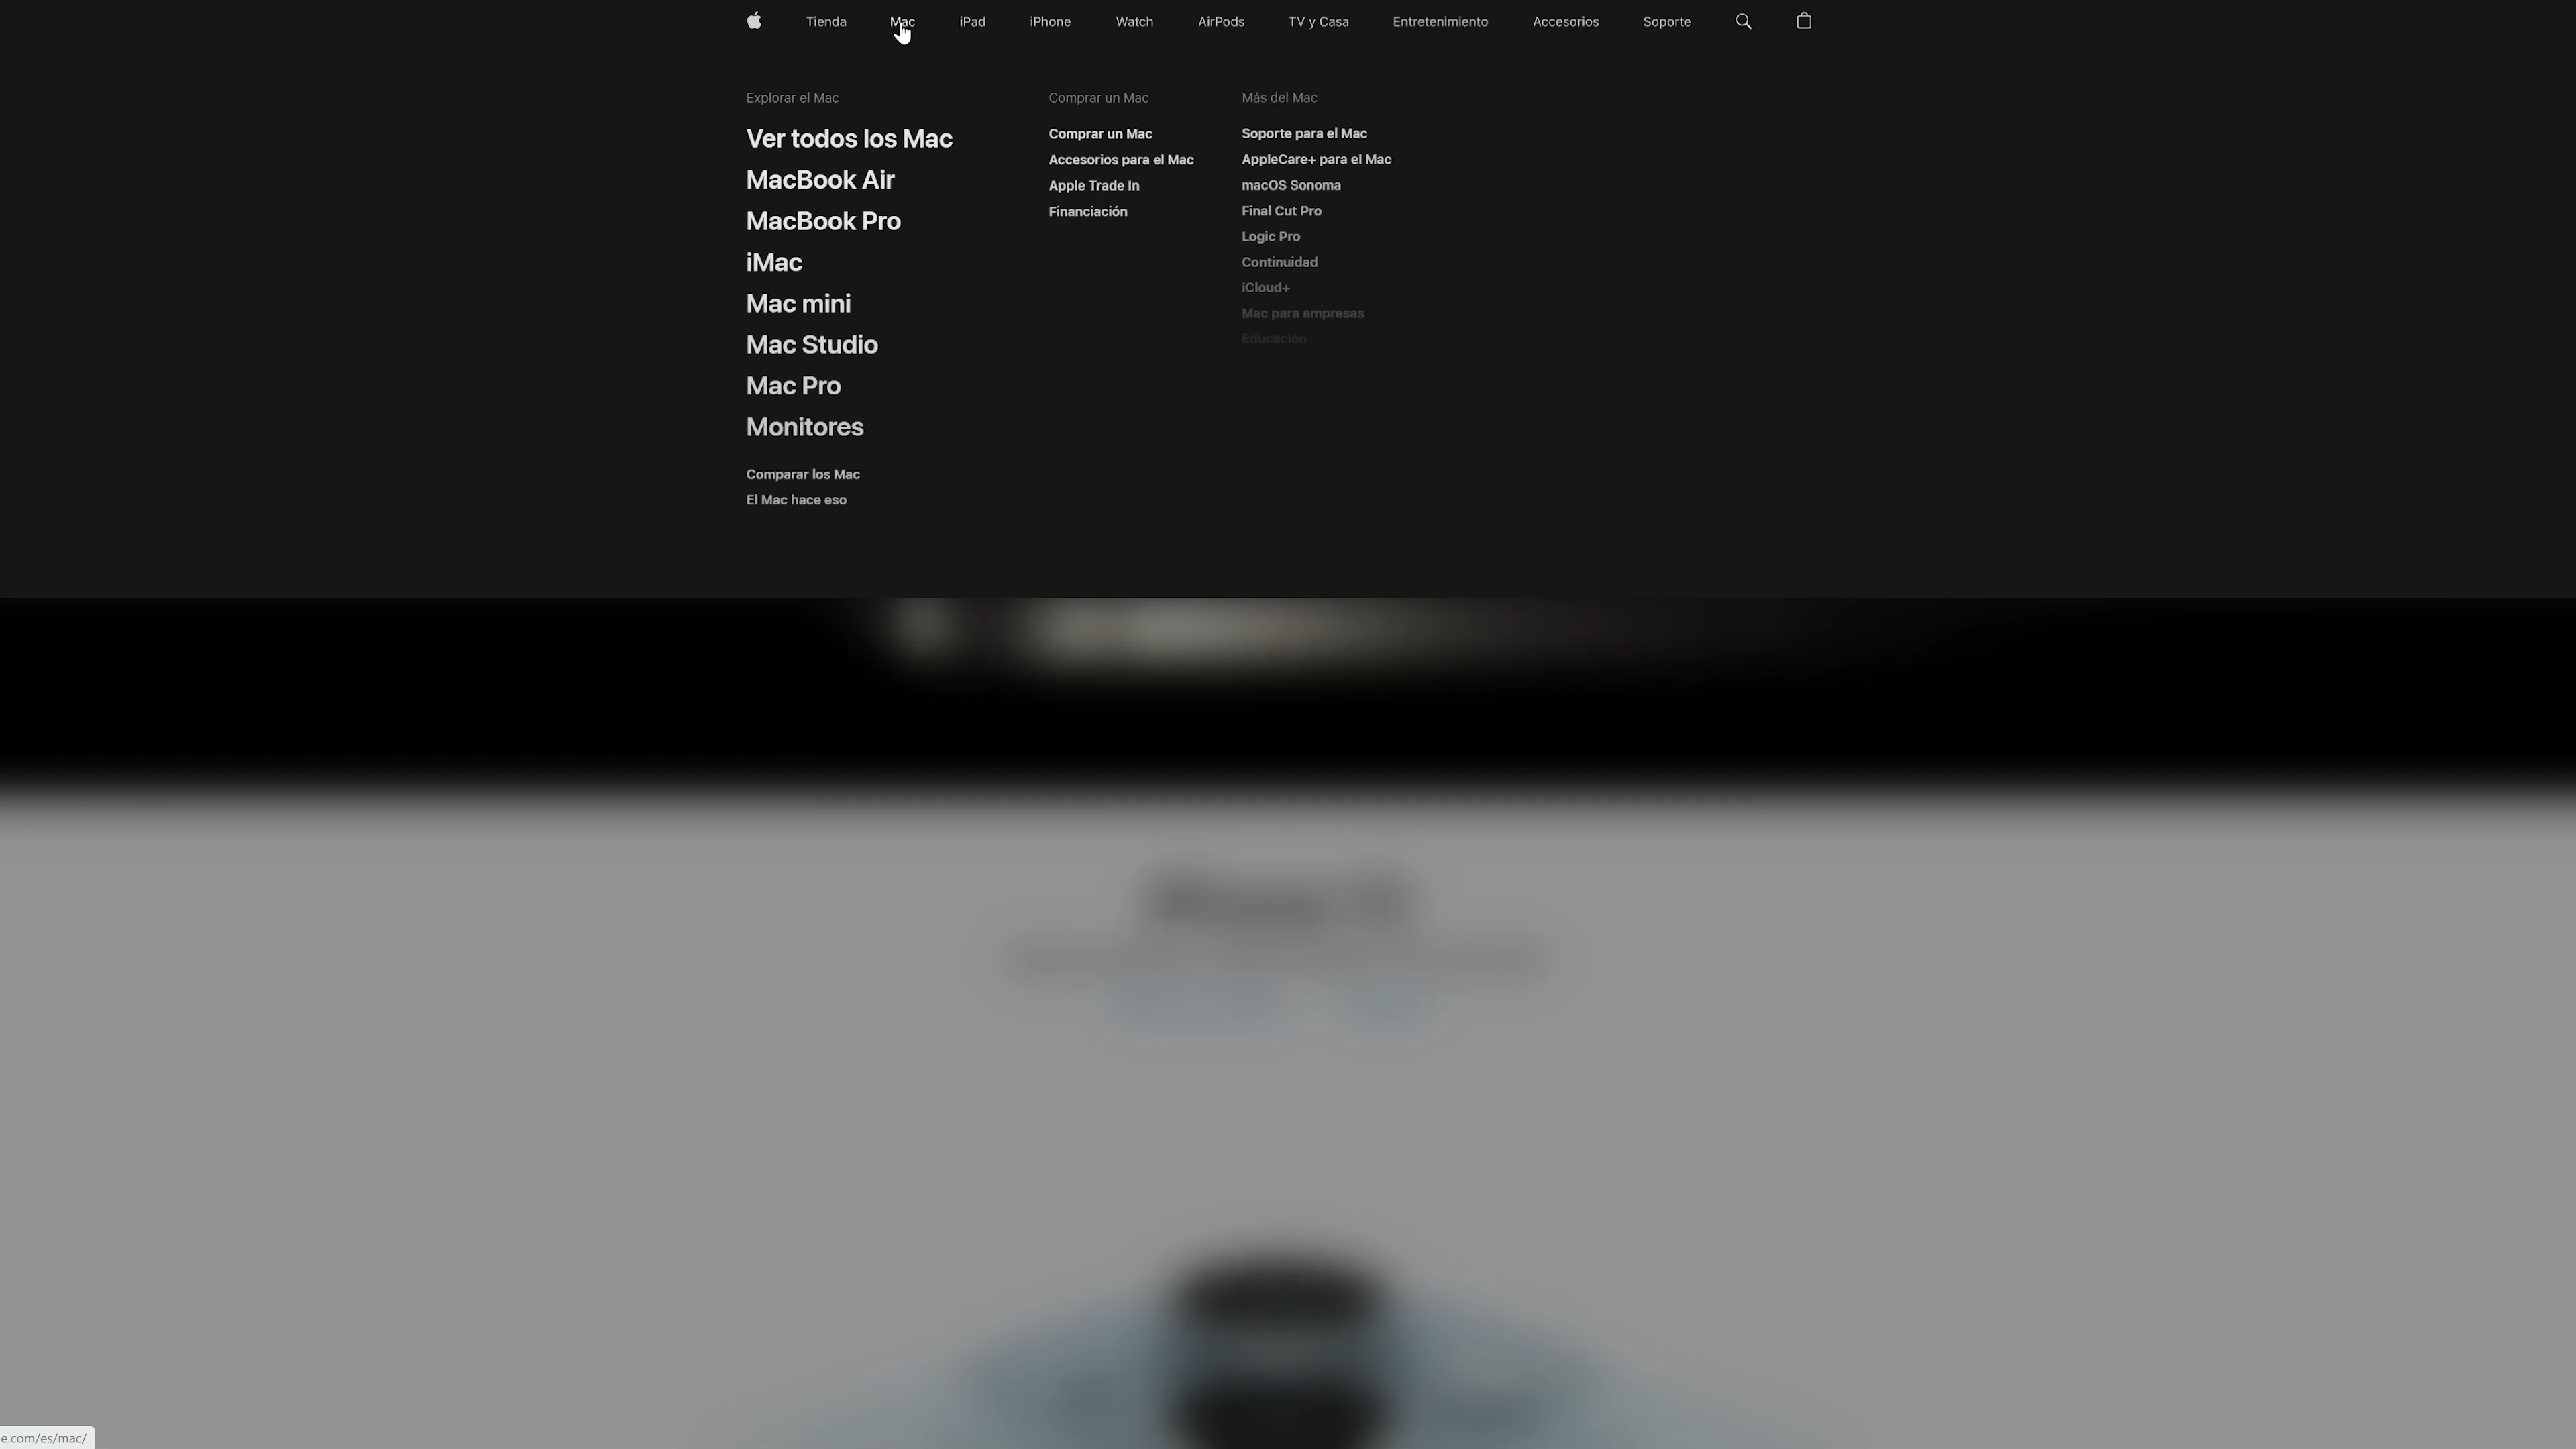 Tienda Mac iPad iPhone Watch AirPods TV y Casa Entretenimiento Accesorios Soporte
Explorar el Mac
Ver todos los Mac
MacBook Air
MacBook Pro
iMac
Mac mini
Mac Studio
Mac Pro
Monitores
Comparar los Mac
El Mac hace eso
Comprar un Mac
Comprar un Mac
Accesorios para el Mac
Apple Trade In
Financiación
Más del Mac
Soporte para el Mac
AppleCare+ para el Mac
macOS Sonoma
Final Cut Pro
Logic Pro
Continuidad
iCloud+
Mac para empresas
Educación
e.com/es/mac/